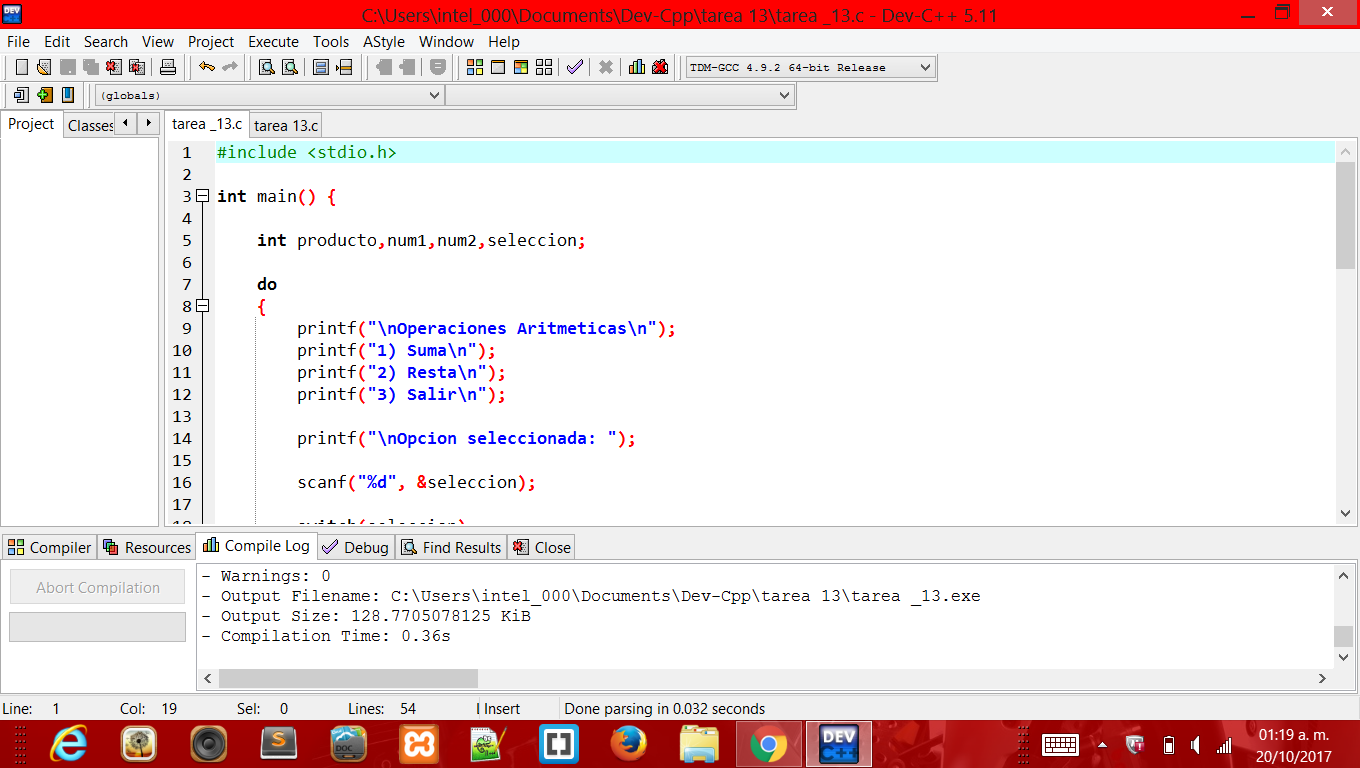 C:\Users\intel_000\Documents\Dev-Cpp\tarea 13\tarea _13.c - Dev-C++ 5.11
File Edit Search View Project Execute Tools AStyle Window Help
TDM-GCC 4.9.2 64-bit Release
(globals)
Project Classes tarea _13.c tarea 13.c
1 #include <stdio.h>
2
3 int main() {
4
5 int producto,num1,num2,seleccion;
6
7 do
8 {
9 printf("\nOperaciones Aritmeticas\n");
10 printf("1) Suma\n");
11 printf("2) Resta\n");
12 printf("3) Salir\n");
13
14 printf("\nOpcion seleccionada: ");
15
16 scanf("%d", &seleccion);
17
18 switch(seleccion)
Compiler Resources Compile Log Debug Find Results Close
Abort Compilation
- Warnings: 0
- Output Filename: C:\Users\intel_000\Documents\Dev-Cpp\tarea 13\tarea _13.exe
- Output Size: 128.7705078125 KiB
- Compilation Time: 0.36s
Line: 1 Col: 19 Sel: 0 Lines: 54 Insert Done parsing in 0.032 seconds
DOC
DEV C++
01:19 a. m.
20/10/2017